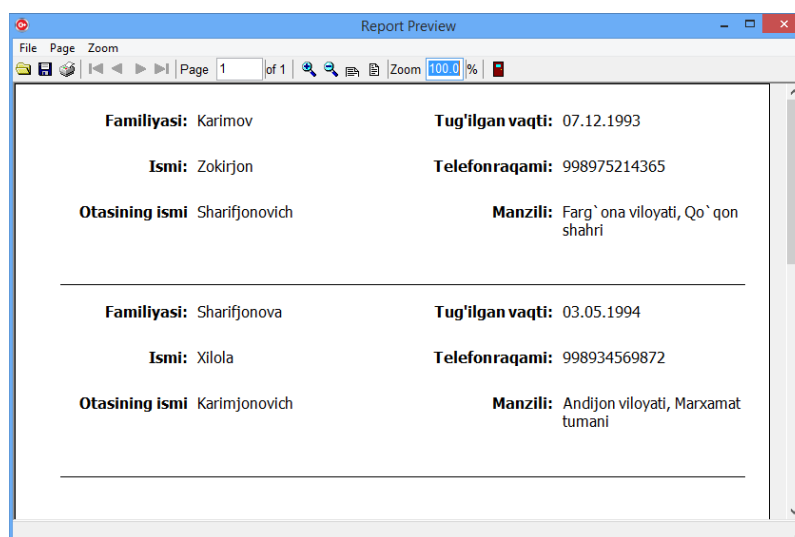 Report Preview
File Page Zoom
Page 1 of 1 Zoom 100.0 %
Familiyasi: Karimov Tug'ilgan vaqti: 07.12.1993
Ismi: Zokirjon Telefonraqami: 998975214365
Otasining ismi Sharifjonovich Manzili: Farg`ona viloyati, Qo`qon
shahri
Familiyasi: Sharifjonova Tug'ilgan vaqti: 03.05.1994
Ismi: Xilola Telefonraqami: 998934569872
Otasining ismi Karimjonovich Manzili: Andijon viloyati, Marxamat
tumani